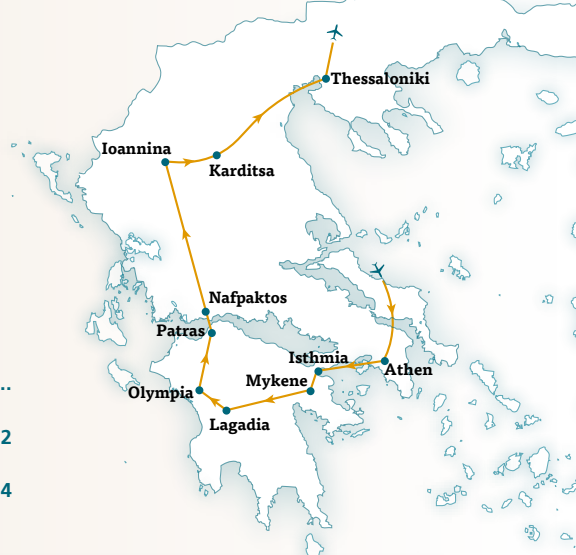 Thessaloniki
Ioannina
Karditsa
Nafpaktos
Patras
Isthmia
Athen
Mykene
Olympia
Lagadia
..
2
4